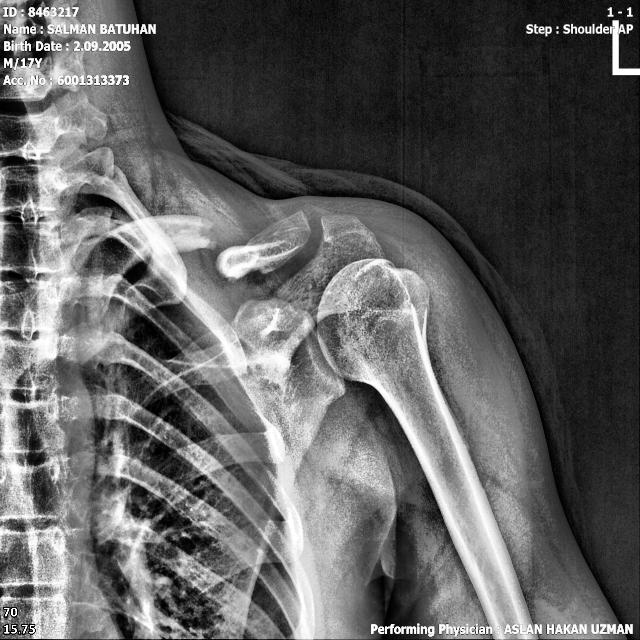 ID : 8463217
Name : SALMAN BATUHAN
Birth Date : 2.09.2005
M/17Y
Acc. No : 6001313373
1 - 1
Step : Shoulder AP
L
70
15.75
Performing Physician : ASLAN HAKAN UZMAN